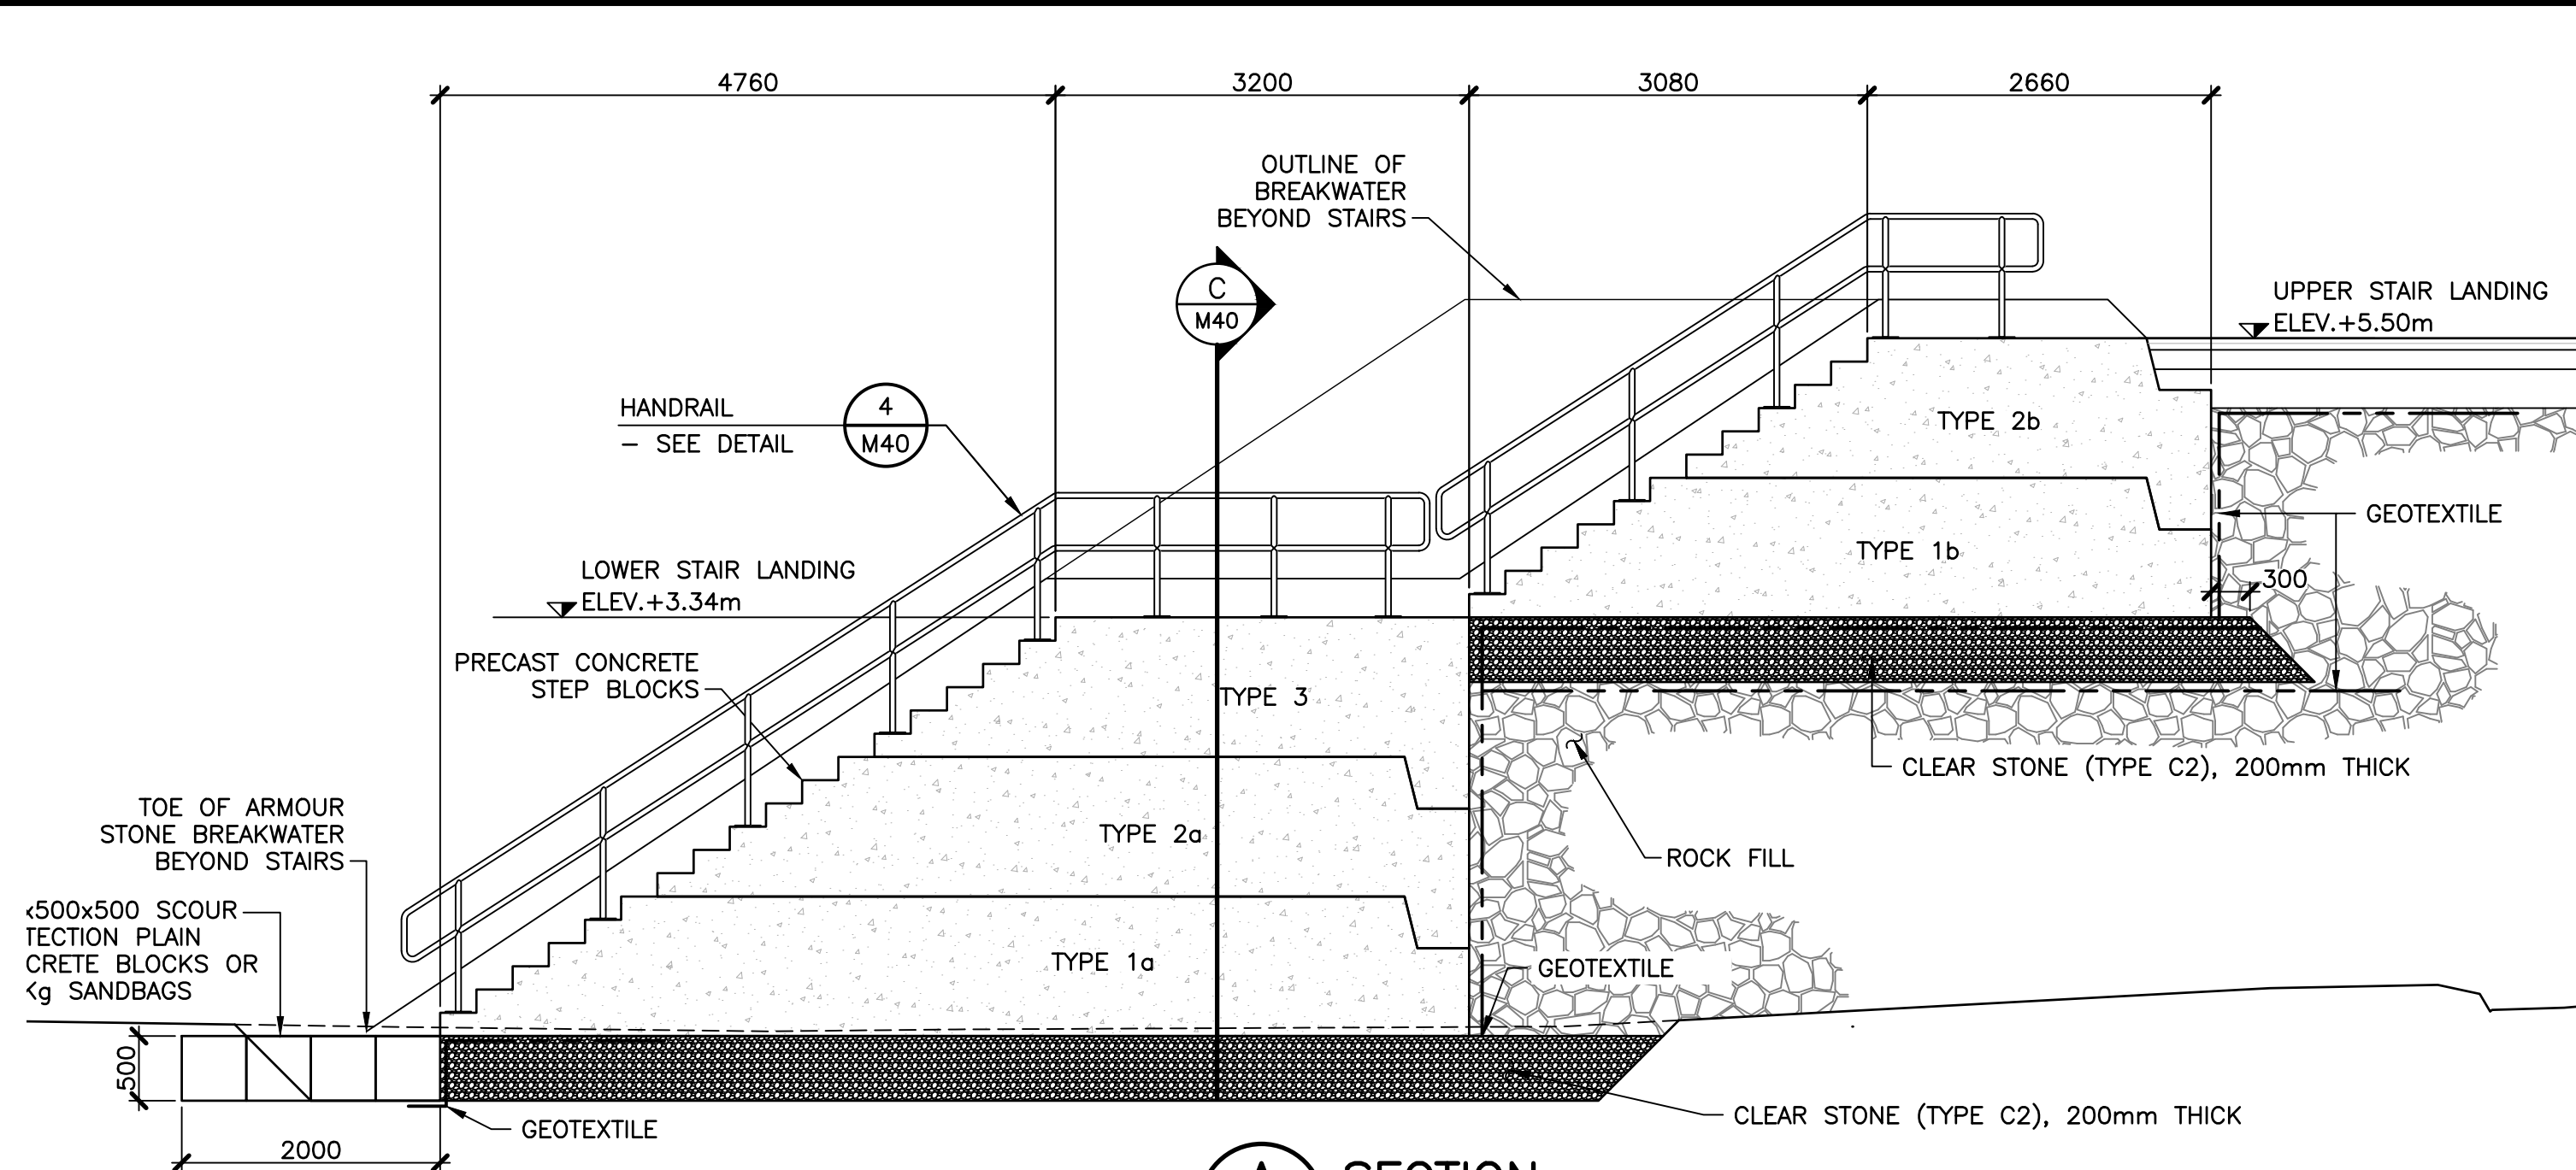 4760
3200
3080
2660
OUTLINE OF
BREAKWATER
BEYOND STAIRS
C
M40
UPPER STAIR LANDING
ELEV.+5.50m
HANDRAIL
- SEE DETAIL
4
M40
TYPE 2b
GEOTEXTILE
TYPE 1b
300
LOWER STAIR LANDING
ELEV.+3.34m
PRECAST CONCRETE
STEP BLOCKS
TYPE 3
CLEAR STONE (TYPE C2), 200mm THICK
TOE OF ARMOUR
STONE BREAKWATER
BEYOND STAIRS
TYPE 2a
ROCK FILL
x500x500 SCOUR
TECTION PLAIN
CRETE BLOCKS OR
Kg SANDBAGS
TYPE 1a
GEOTEXTILE
500
CLEAR STONE (TYPE C2), 200mm THICK
GEOTEXTILE
2000
A
SECTION